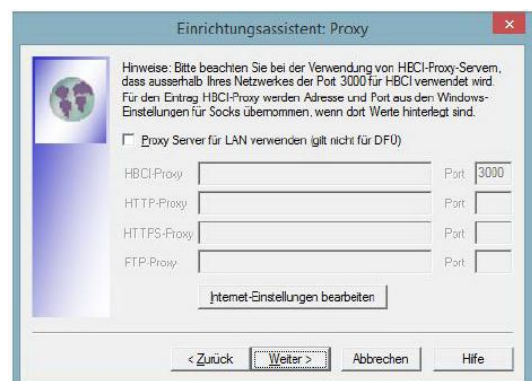 Einrichtungsassistent: Proxy
Hinweise: Bitte beachten Sie bei der Verwendung von HBCI-Proxy-Servern,
dass ausserhalb Ihres Netzwerkes der Port 3000 für HBCI verwendet wird.
Für den Eintrag HBCI-Proxy werden Adresse und Port aus den Windows-
Einstellungen für Socks übernommen, wenn dort Werte hinterlegt sind.
Proxy Server für LAN verwenden (gilt nicht für DFÜ)
HBCI-Proxy Port 3000
HTTP-Proxy Port
HTTPS-Proxy Port
FTP-Proxy Port
Internet-Einstellungen bearbeiten
< Zurück Weiter > Abbrechen Hilfe